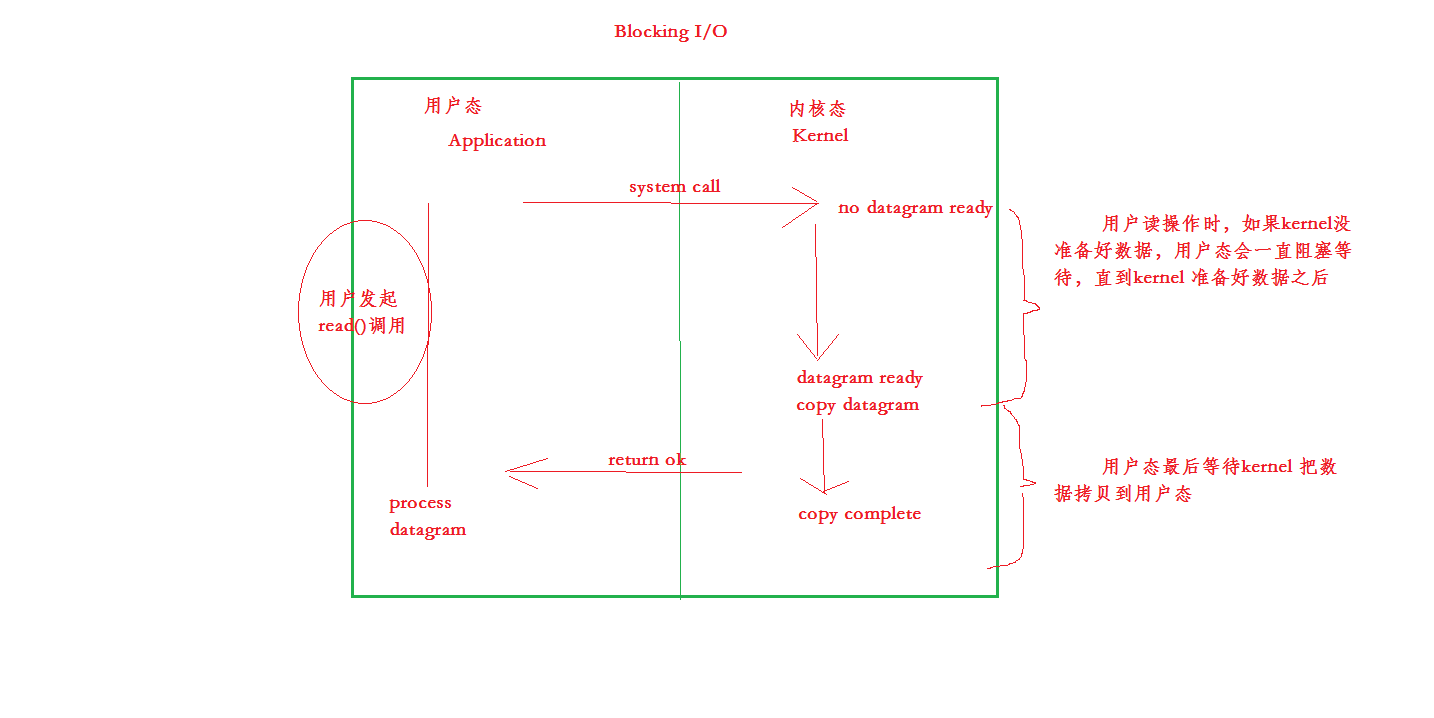 Blocking I/O
用户态
Application
内核态
Kernel
system call
no datagram ready
用户发起
read()调用
datagram ready
copy datagram
return ok
process
datagram
copy complete
用户读操作时，如果kernel没
准备好数据，用户态会一直阻塞等
待，直到kernel 准备好数据之后
用户态最后等待kernel 把数
据拷贝到用户态